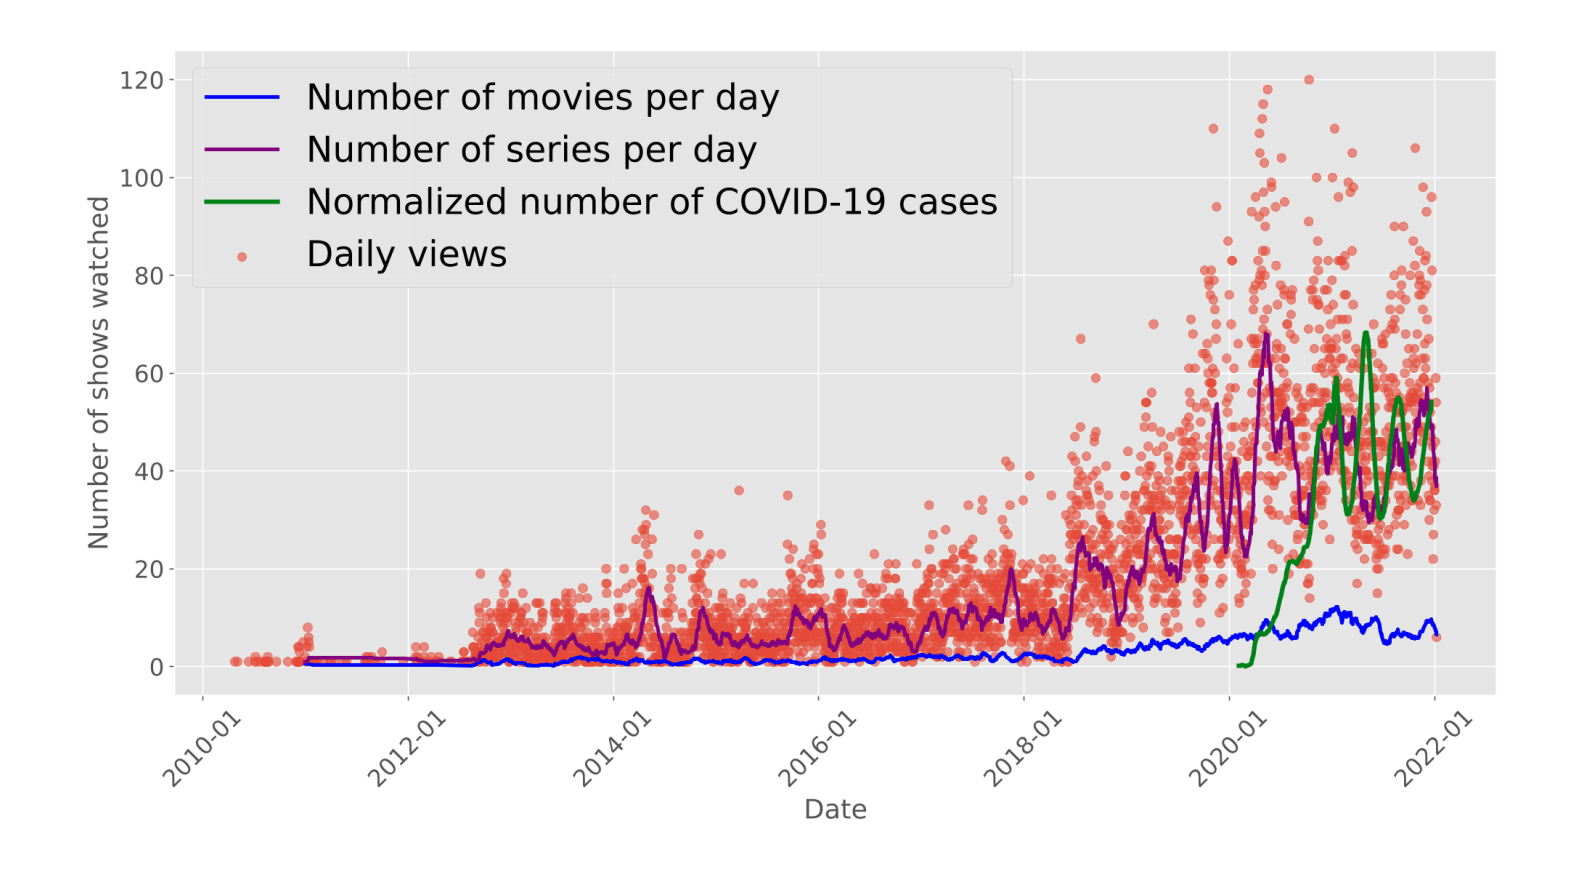 Number of movies per day
Number of series per day
Normalized number of COVID-19 cases
Daily views
Number of shows watched
120
100
80
60
40
20
0
2010-01
2012-01
2014-01
2016-01
2018-01
2020-01
2022-01
Date